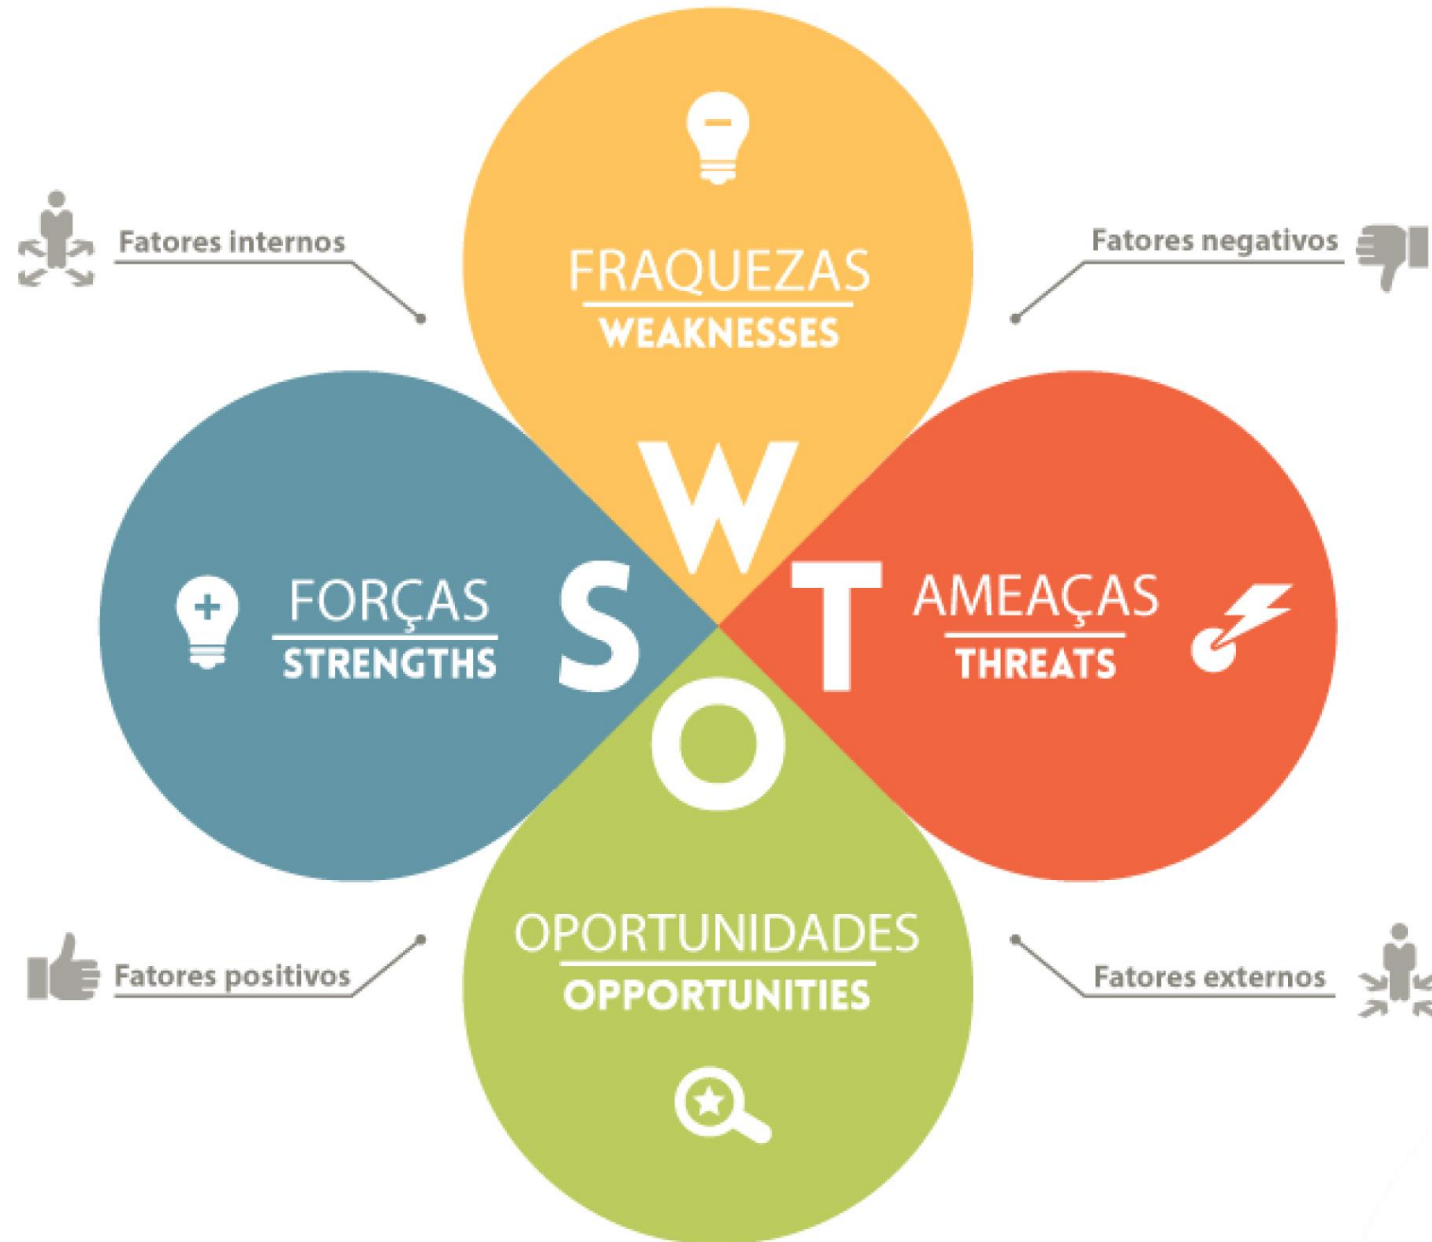 FRAQUEZAS
WEAKNESSES
Fatores internos
Fatores negativos
W
FORÇAS
STRENGTHS
S
T
AMEAÇAS
THREATS
O
OPORTUNIDADES
OPPORTUNITIES
Fatores positivos
Fatores externos